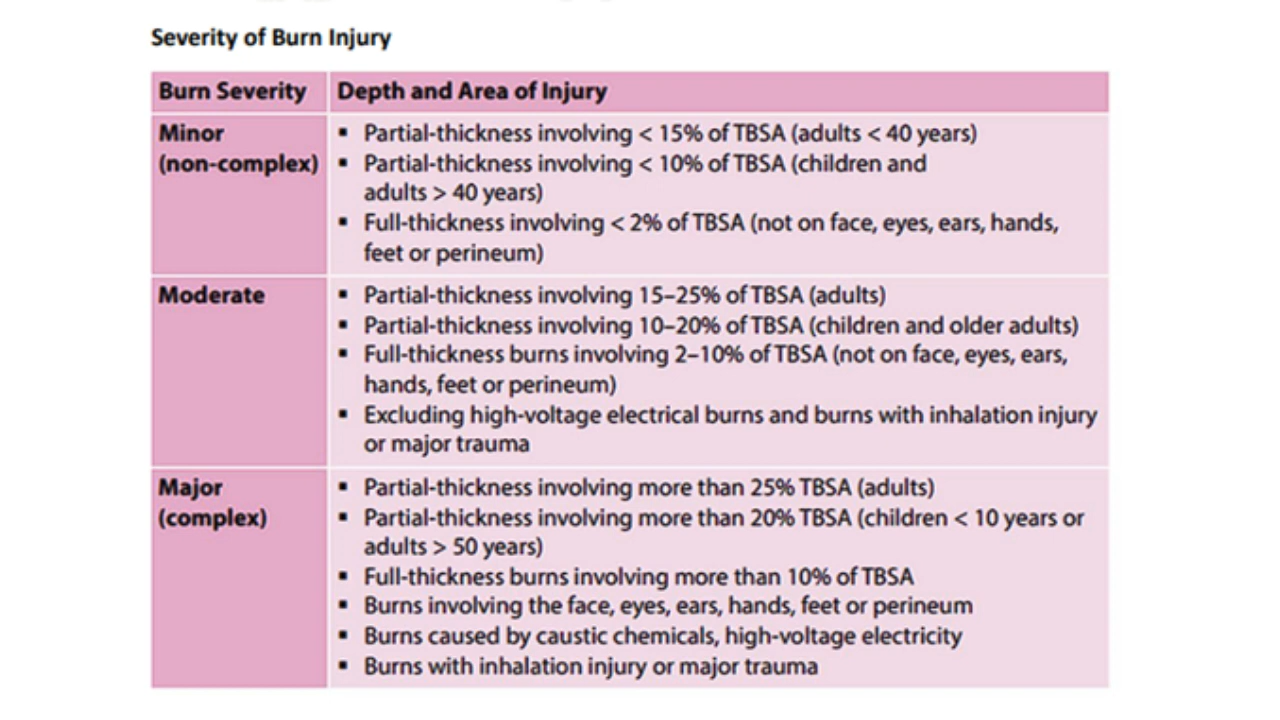 Severity of Burn Injury
Burn Severity
Depth and Area of Injury
Minor
(non-complex)
▪ Partial-thickness involving < 15% of TBSA (adults < 40 years)
▪ Partial-thickness involving < 10% of TBSA (children and
adults > 40 years)
▪ Full-thickness involving < 2% of TBSA (not on face, eyes, ears, hands,
feet or perineum)
Moderate
▪ Partial-thickness involving 15–25% of TBSA (adults)
▪ Partial-thickness involving 10–20% of TBSA (children and older adults)
▪ Full-thickness burns involving 2–10% of TBSA (not on face, eyes, ears,
hands, feet or perineum)
▪ Excluding high-voltage electrical burns and burns with inhalation injury
or major trauma
Major
(complex)
▪ Partial-thickness involving more than 25% TBSA (adults)
▪ Partial-thickness involving more than 20% TBSA (children < 10 years or
adults > 50 years)
▪ Full-thickness burns involving more than 10% of TBSA
▪ Burns involving the face, eyes, ears, hands, feet or perineum
▪ Burns caused by caustic chemicals, high-voltage electricity
▪ Burns with inhalation injury or major trauma